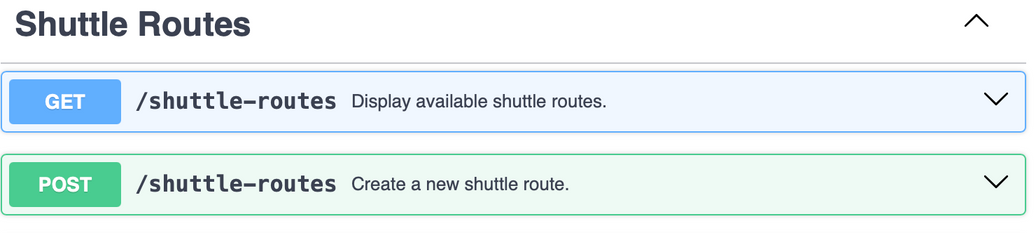 Shuttle Routes
GET /shuttle-routes Display available shuttle routes.
POST /shuttle-routes Create a new shuttle route.